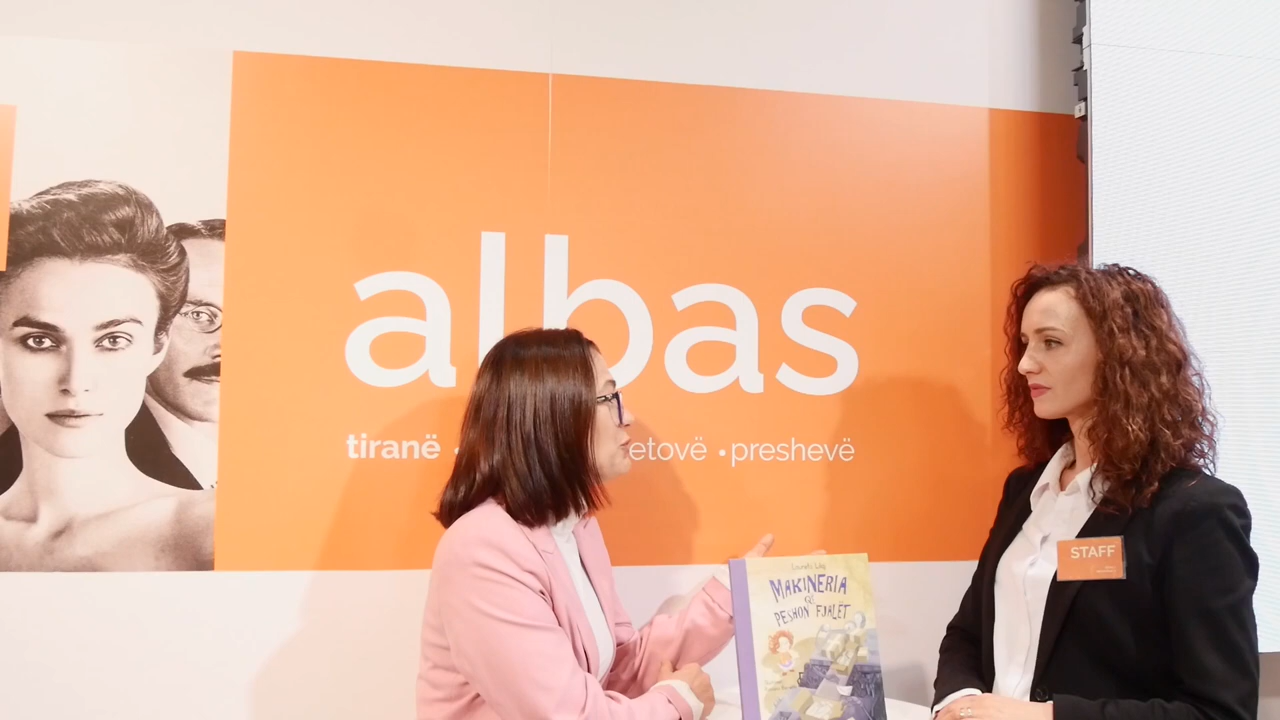 albas
tiranë • etovë • preshevë
STAFF
MAKINERIA
QË
PESHON FJALËT